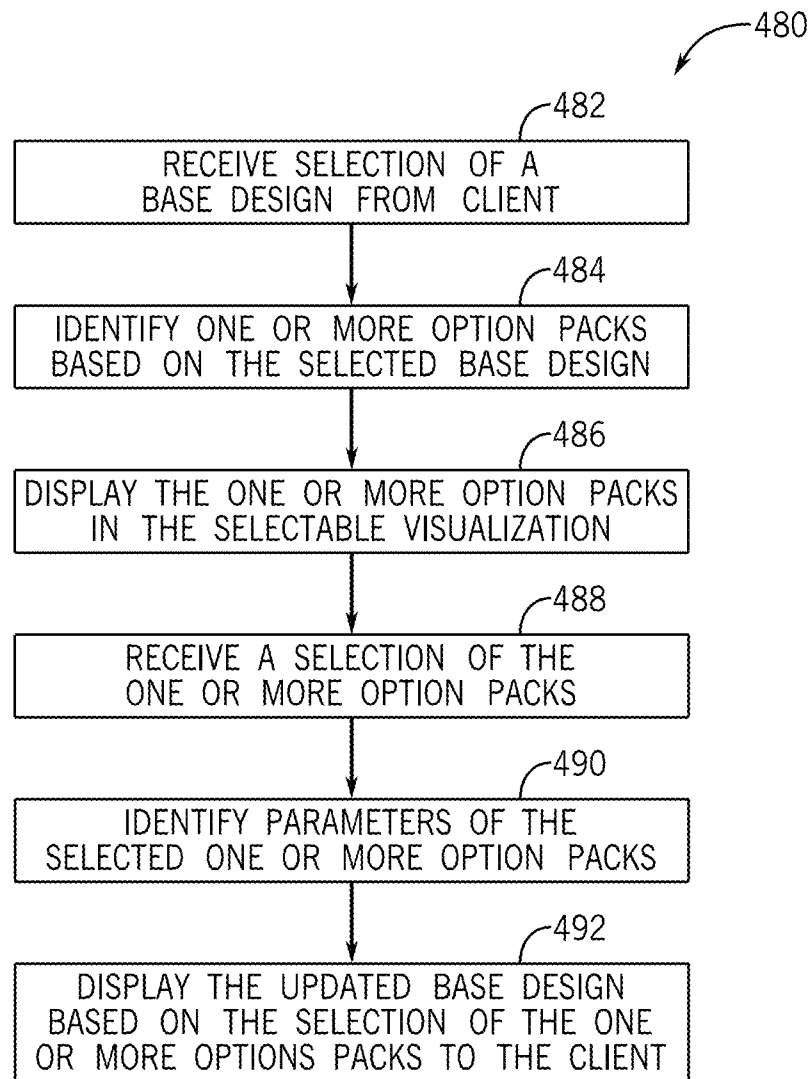 480
482
RECEIVE SELECTION OF A
BASE DESIGN FROM CLIENT
484
IDENTIFY ONE OR MORE OPTION PACKS
BASED ON THE SELECTED BASE DESIGN
486
DISPLAY THE ONE OR MORE OPTION PACKS
IN THE SELECTABLE VISUALIZATION
488
RECEIVE A SELECTION OF THE
ONE OR MORE OPTION PACKS
490
IDENTIFY PARAMETERS OF THE
SELECTED ONE OR MORE OPTION PACKS
492
DISPLAY THE UPDATED BASE DESIGN
BASED ON THE SELECTION OF THE ONE
OR MORE OPTIONS PACKS TO THE CLIENT